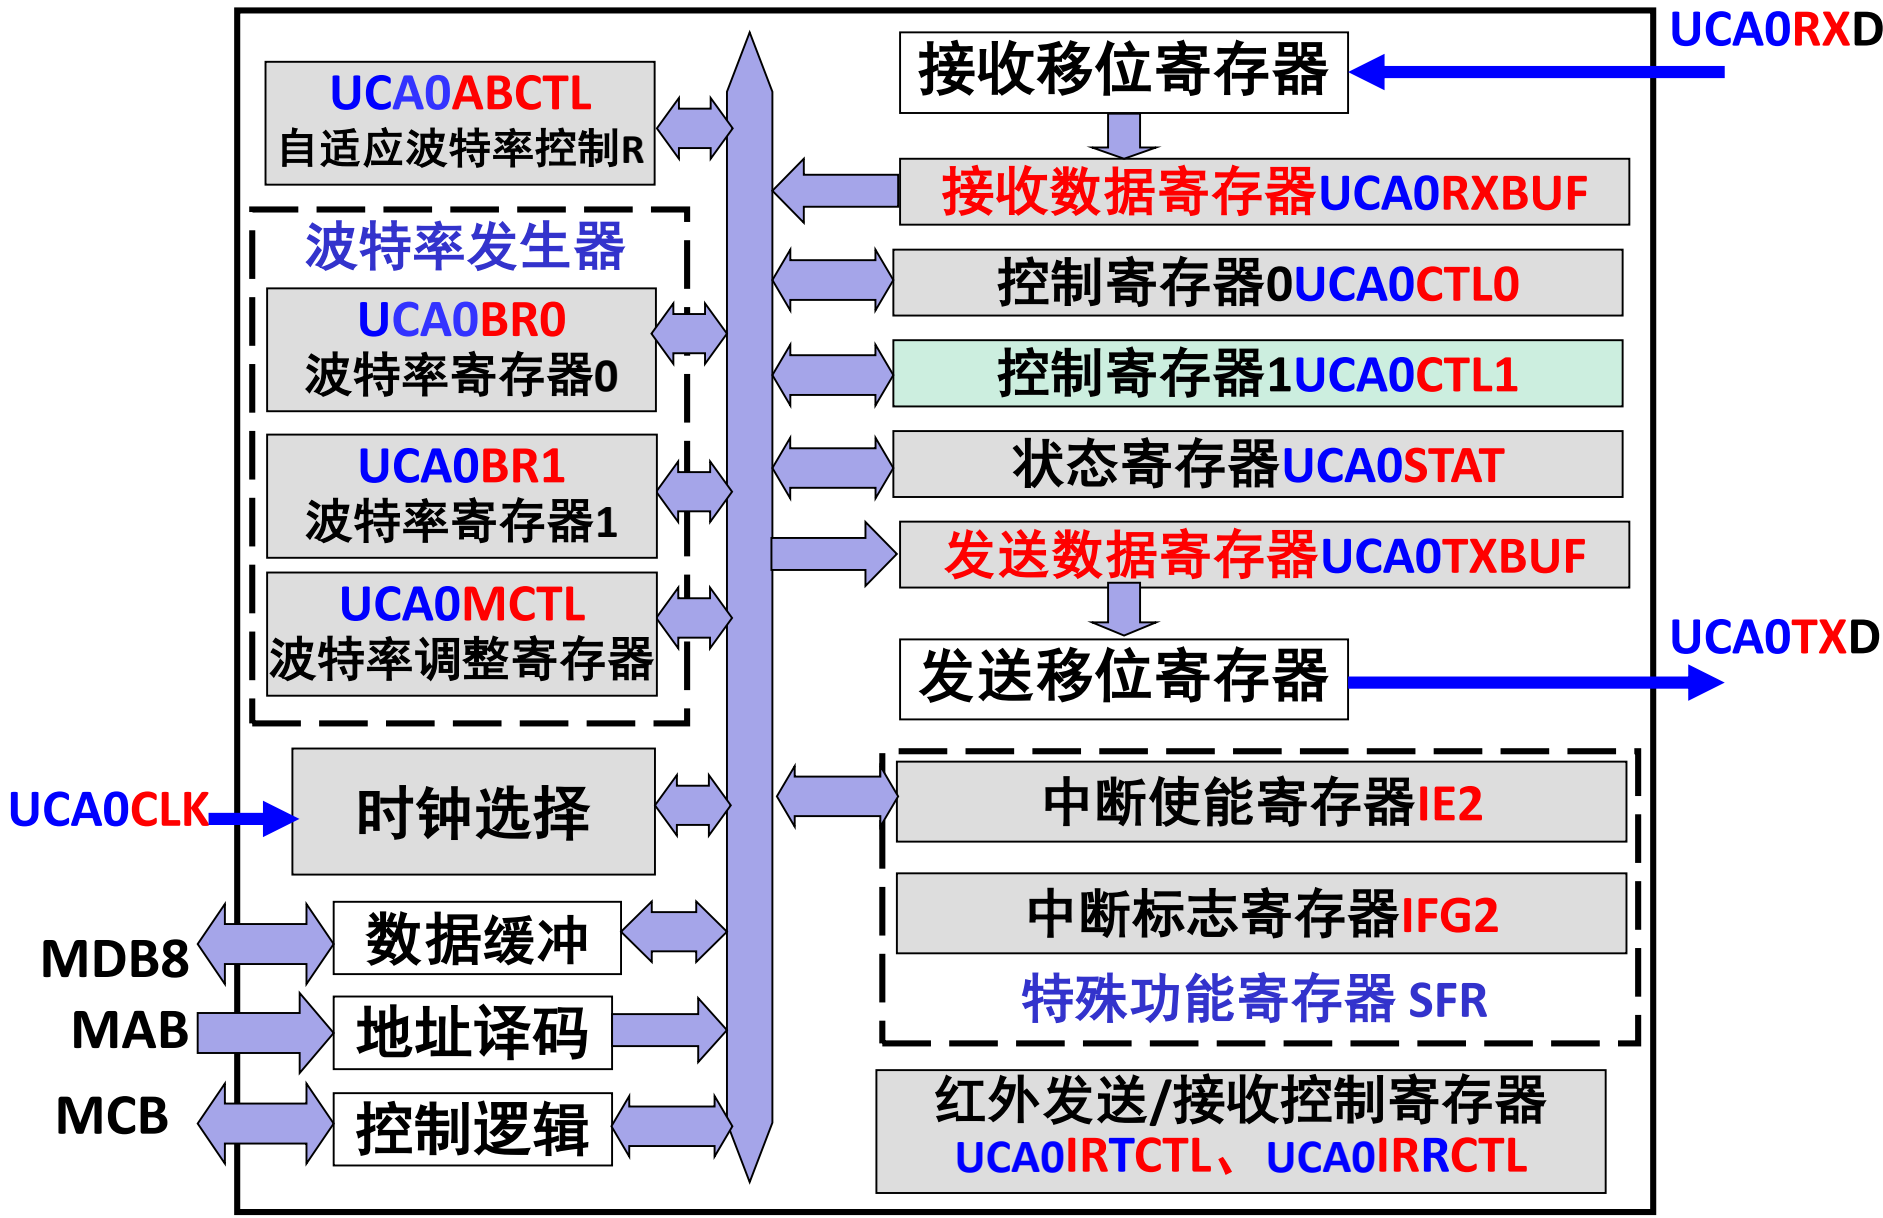 UCA0RXD
接收移位寄存器
UCA0ABCTL
自适应波特率控制R
接收数据寄存器UCA0RXBUF
波特率发生器
控制寄存器0UCA0CTL0
UCA0BR0
波特率寄存器0
控制寄存器1UCA0CTL1
UCA0BR1
波特率寄存器1
状态寄存器UCA0STAT
发送数据寄存器UCA0TXBUF
UCA0MCTL
波特率调整寄存器
UCA0TXD
发送移位寄存器
UCA0CLK
时钟选择
中断使能寄存器IE2
中断标志寄存器IFG2
特殊功能寄存器 SFR
MDB8
数据缓冲
MAB
地址译码
MCB
控制逻辑
红外发送/接收控制寄存器
UCA0IRTCTL、UCA0IRRCTL